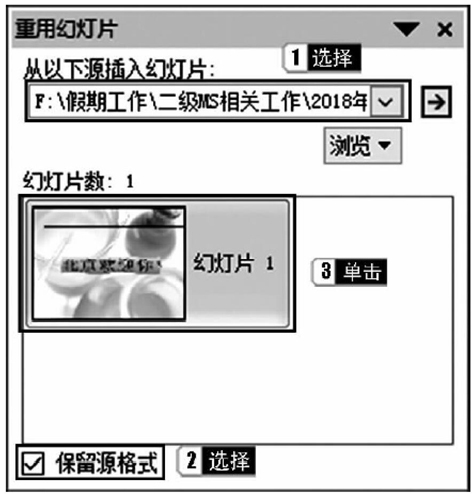 重用幻灯片
从以下源插入幻灯片:
1 选择
F:\假期工作\二级MS相关工作\2018年
浏览
幻灯片数: 1
北京欢迎你
幻灯片 1
3 单击
保留源格式
2 选择